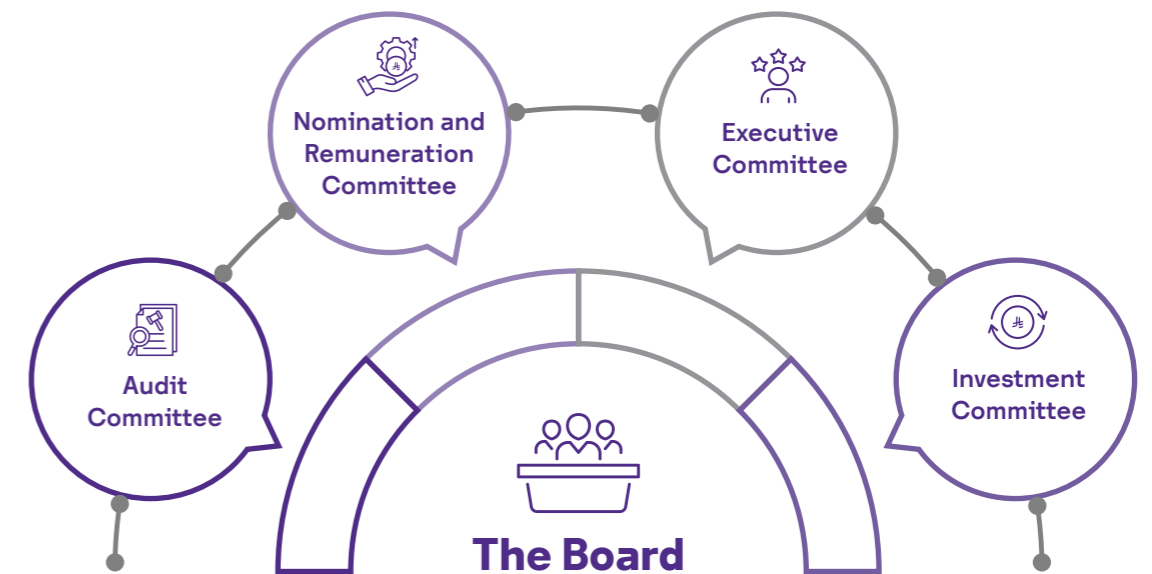 Nomination and
Remuneration
Committee
Executive
Committee
Audit
Committee
Investment
Committee
The Board